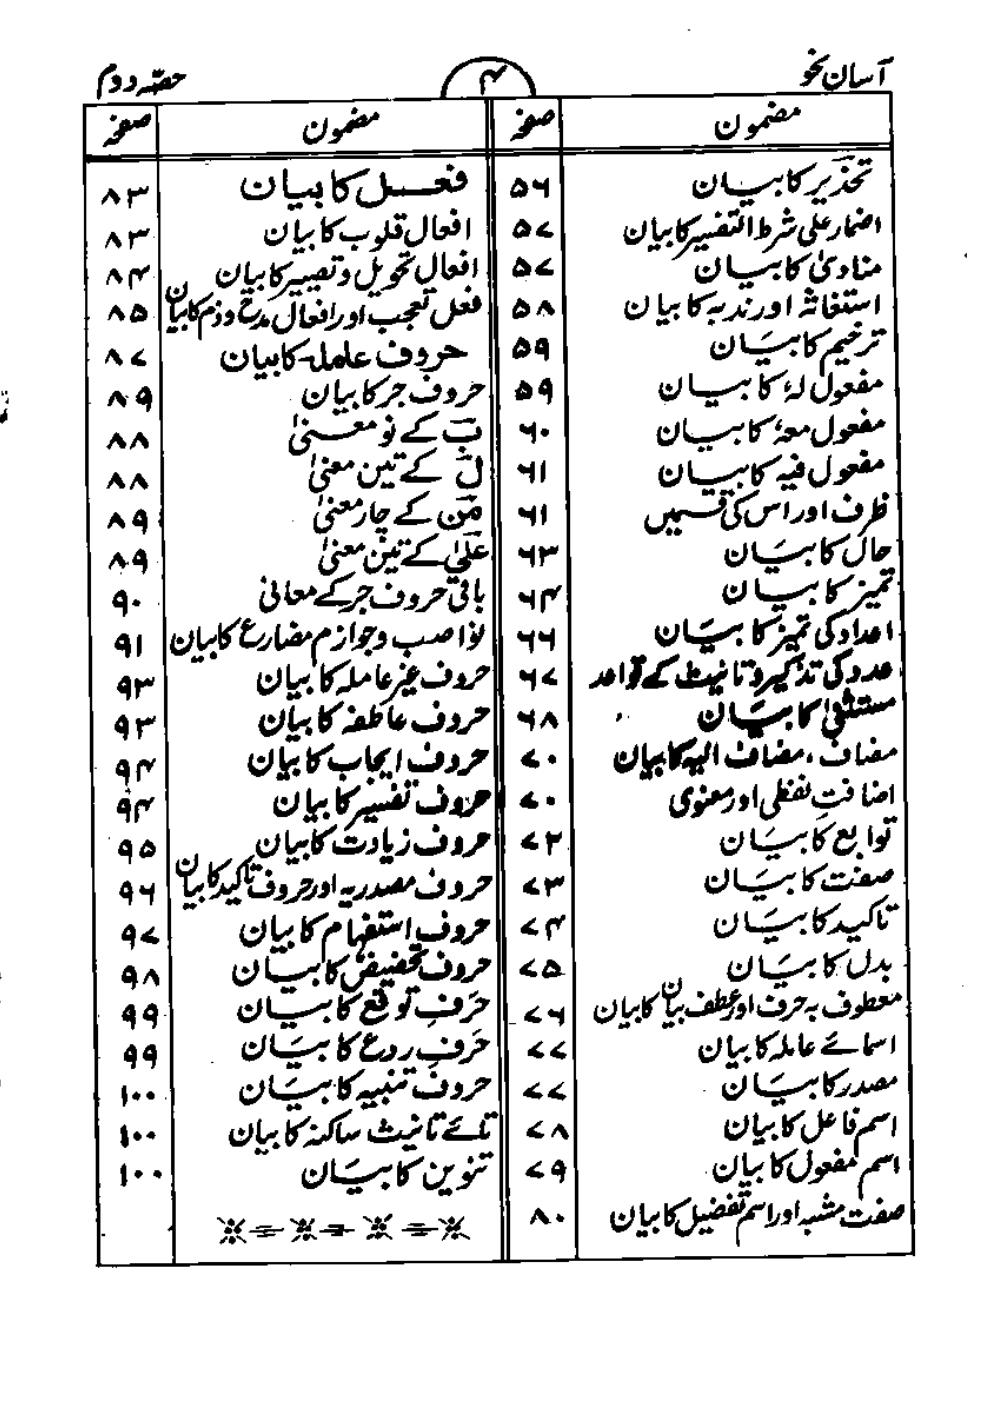 آسان نحو ۴ حصّہ دوم
مضمون صفحہ
تحذیر کا بیان ۵۶
اضمار علی شرط التفسیر کا بیان ۵۷
منادیٰ کا بیان ۵۷
استغاثہ اور ندبہ کا بیان ۵۸
ترخیم کا بیان ۵۹
مفعول لہٗ کا بیان ۵۹
مفعول معہٗ کا بیان ۶۰
مفعول فیہ کا بیان ۶۱
ظرف اور اس کی قسمیں ۶۱
حال کا بیان ۶۳
تمیز کا بیان ۶۴
اعداد کی تمیز کا بیان ۶۶
عدد کی تذکیر و تانیث کے قواعد ۶۷
مستثنیٰ کا بیان ۶۸
مضاف، مضاف الیہ کا بیان ۷۰
اضافتِ لفظی اور معنوی ۷۰
توابع کا بیان ۷۲
صفت کا بیان ۷۳
تاکید کا بیان ۷۴
بدل کا بیان ۷۵
معطوف بہ حرف اور عطف بیان کا بیان ۷۶
اسمائے عاملہ کا بیان ۷۷
مصدر کا بیان ۷۷
اسم فاعل کا بیان ۷۸
اسم مفعول کا بیان ۷۹
صفت مشبہ اور اسم تفضیل کا بیان ۸۰
مضمون صفحہ
فعل کا بیان ۸۳
افعال قلوب کا بیان ۸۳
افعالِ تحویل و تصییر کا بیان ۸۴
فعل تعجب اور افعال مدح و ذم کا بیان ۸۵
حروف عاملہ کا بیان ۸۷
حروف جر کا بیان ۸۹
بَ کے نو معنیٰ ۸۸
لَ کے تین معنیٰ ۸۸
مَن کے چار معنیٰ ۸۹
عَلیٰ کے تین معنیٰ ۸۹
باقی حروف جر کے معانی ۹۰
نواصب و جوازم مضارع کا بیان ۹۱
حروف غیر عاملہ کا بیان ۹۳
حروف عاطفہ کا بیان ۹۳
حروف ایجاب کا بیان ۹۴
حروف تفسیر کا بیان ۹۴
حروف زیادت کا بیان ۹۵
حروف مصدریہ اور حروف تاکید کا بیان ۹۶
حروف استفہام کا بیان ۹۷
حروف تحضیض کا بیان ۹۸
حَرفِ توقع کا بیان ۹۹
حَرفِ ردع کا بیان ۹۹
حروف تنبیہ کا بیان ۱۰۰
تائے تانیث ساکنہ کا بیان ۱۰۰
تنوین کا بیان ۱۰۰